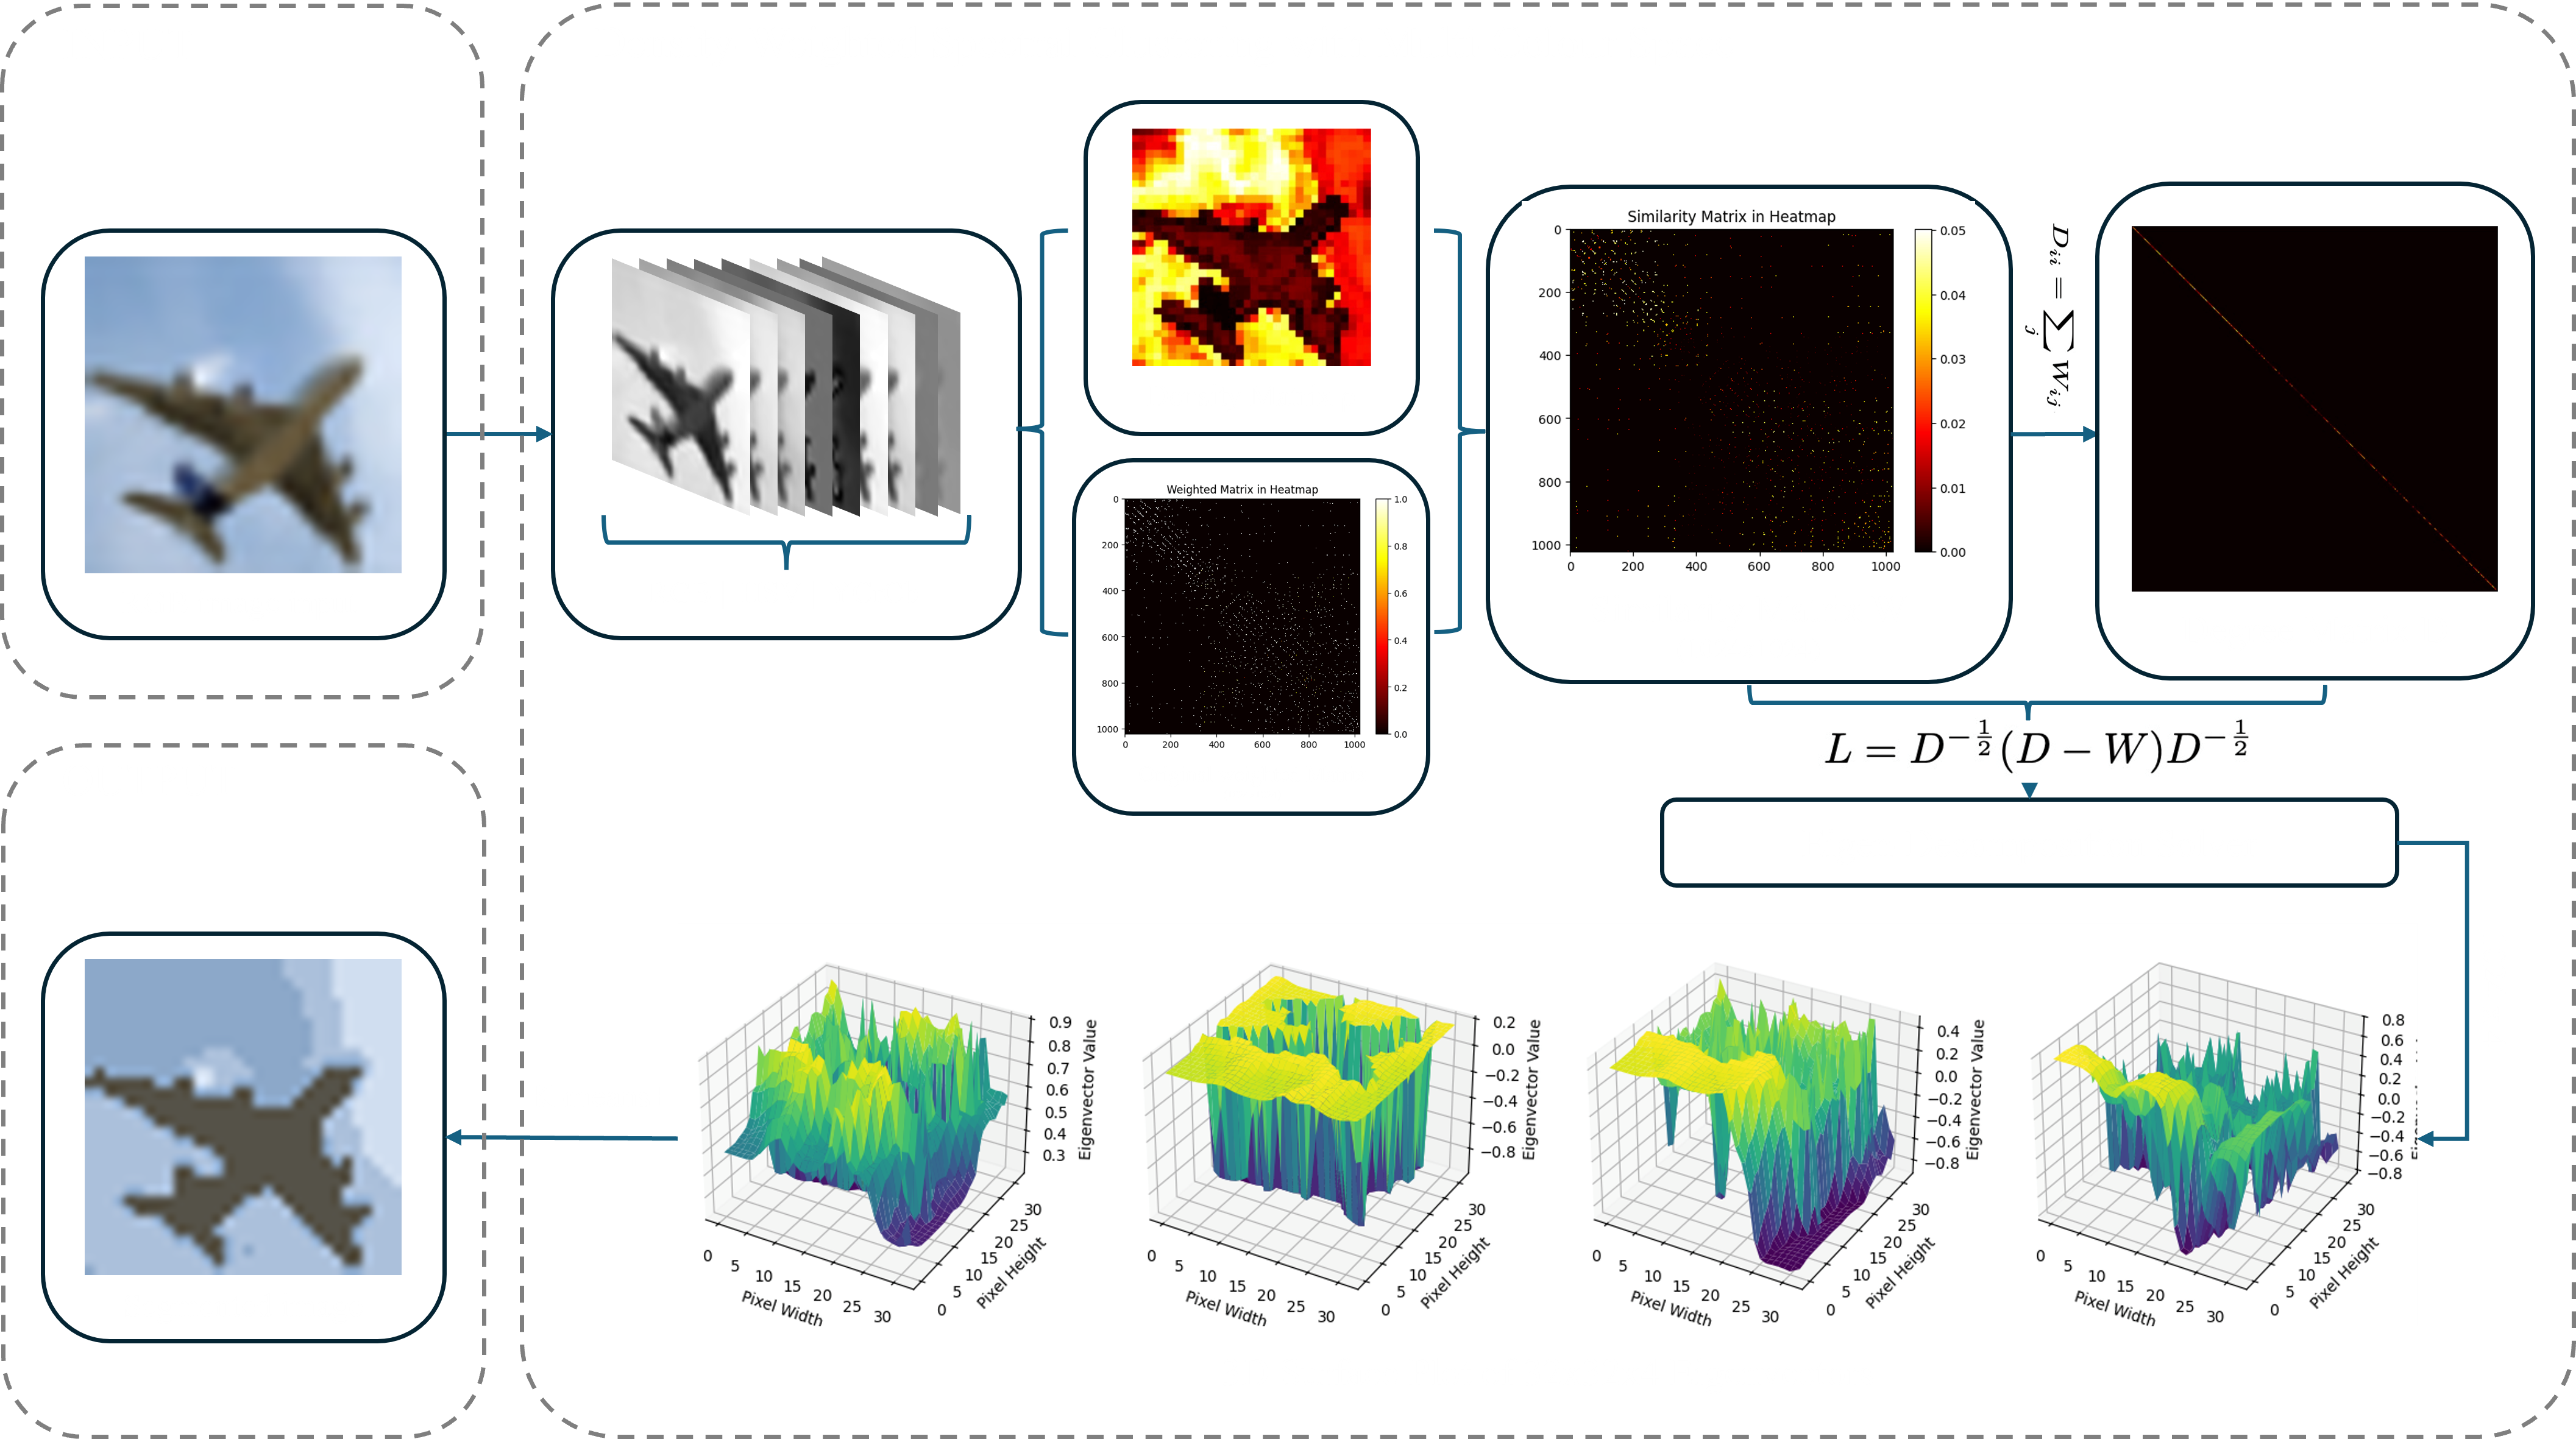 Similarity Matrix in Heatmap
0
200
400
600
800
1000
0 200 400 600 800 1000
0.05
0.04
0.03
0.02
0.01
0.00
D_{ii} = \sum_j W_{ij}
Weighted Matrix in Heatmap
0
200
400
600
800
1000
0 200 400 600 800 1000
1.0
0.8
0.6
0.4
0.2
0.0
L = D^{-\frac{1}{2}}(D − W)D^{-\frac{1}{2}}
0.9
0.8
0.7
0.6
0.5
0.4
0.3
Eigenvector Value
0 5 10 15 20 25 30
Pixel Width
0 5 10 15 20 25 30
Pixel Height
0.2
0.0
−0.2
−0.4
−0.6
−0.8
Eigenvector Value
0 5 10 15 20 25 30
Pixel Width
0 5 10 15 20 25 30
Pixel Height
0.4
0.2
0.0
−0.2
−0.4
−0.6
−0.8
Eigenvector Value
0 5 10 15 20 25 30
Pixel Width
0 5 10 15 20 25 30
Pixel Height
0.8
0.6
0.4
0.2
0.0
−0.2
−0.4
−0.6
−0.8
0 5 10 15 20 25 30
Pixel Width
0 5 10 15 20 25 30
Pixel Height